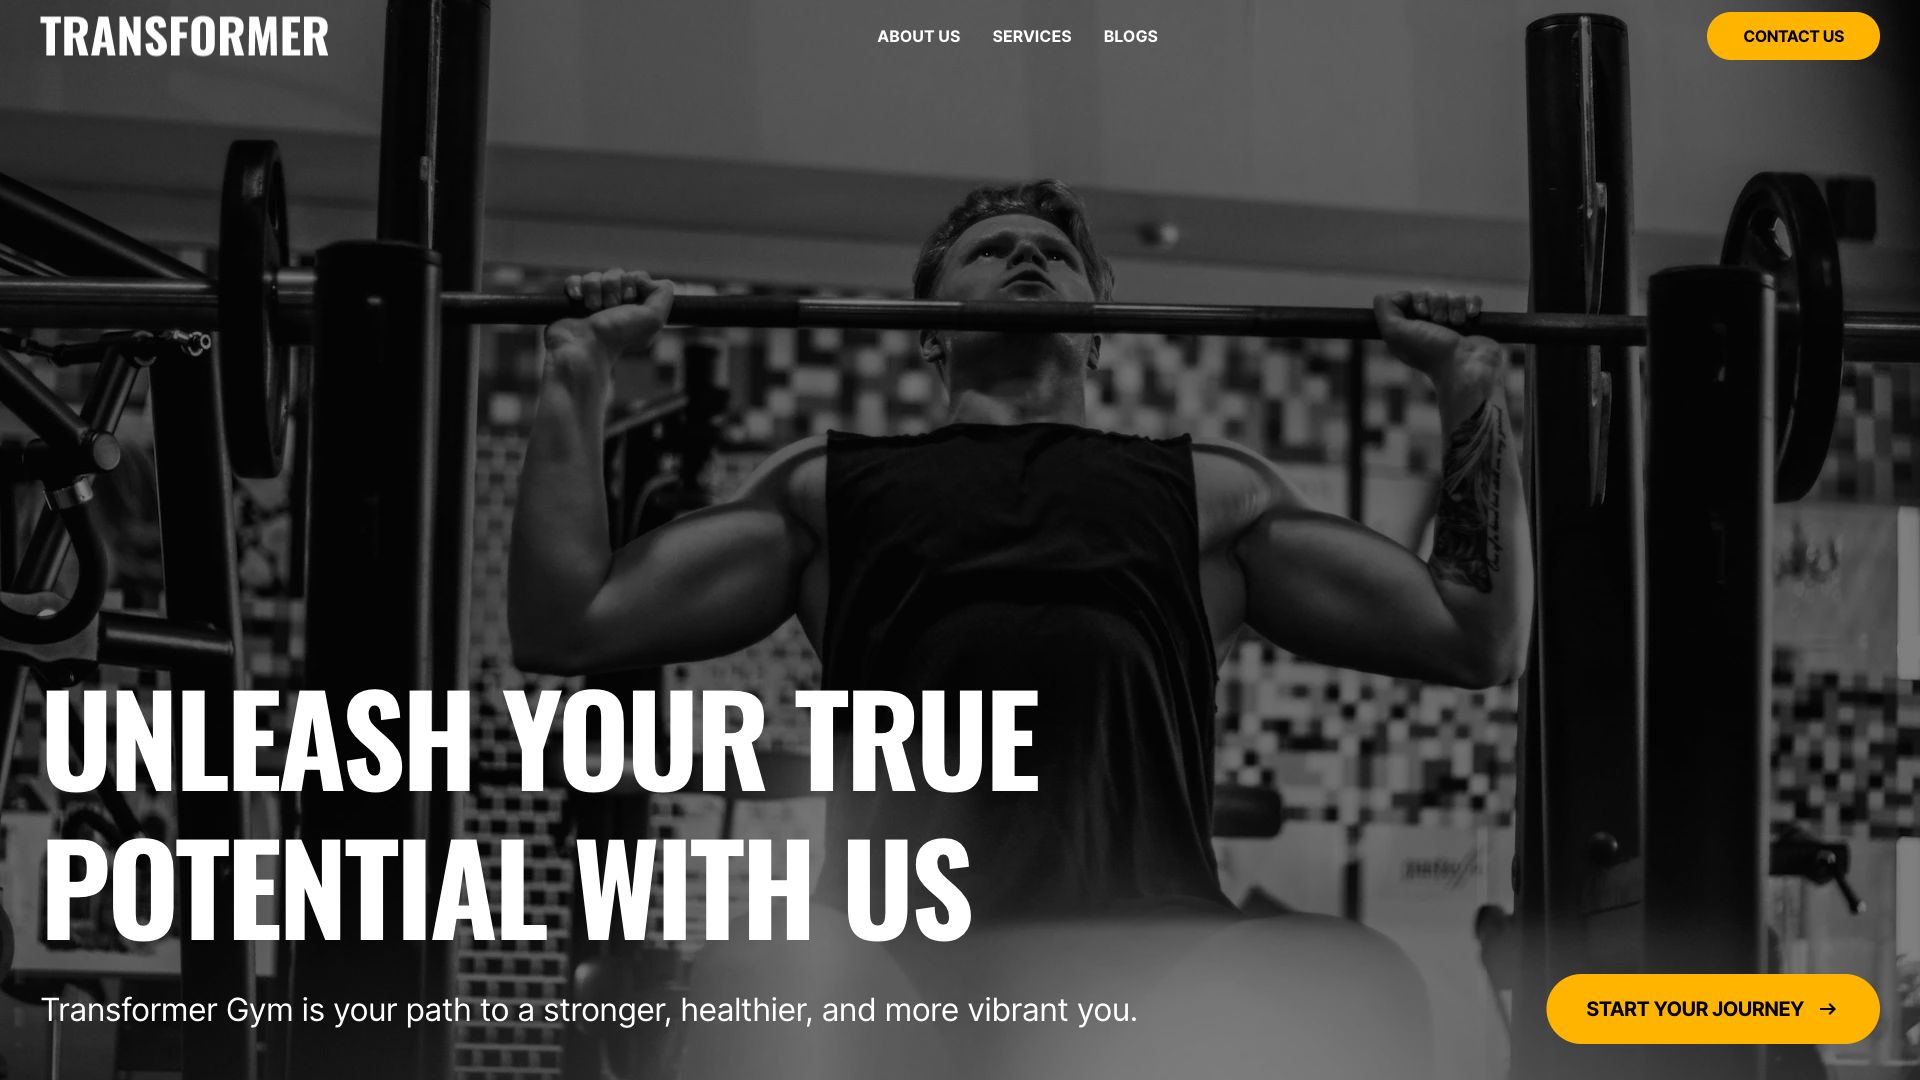 TRANSFORMER
ABOUT US SERVICES BLOGS
CONTACT US
UNLEASH YOUR TRUE
POTENTIAL WITH US
Transformer Gym is your path to a stronger, healthier, and more vibrant you.
START YOUR JOURNEY →